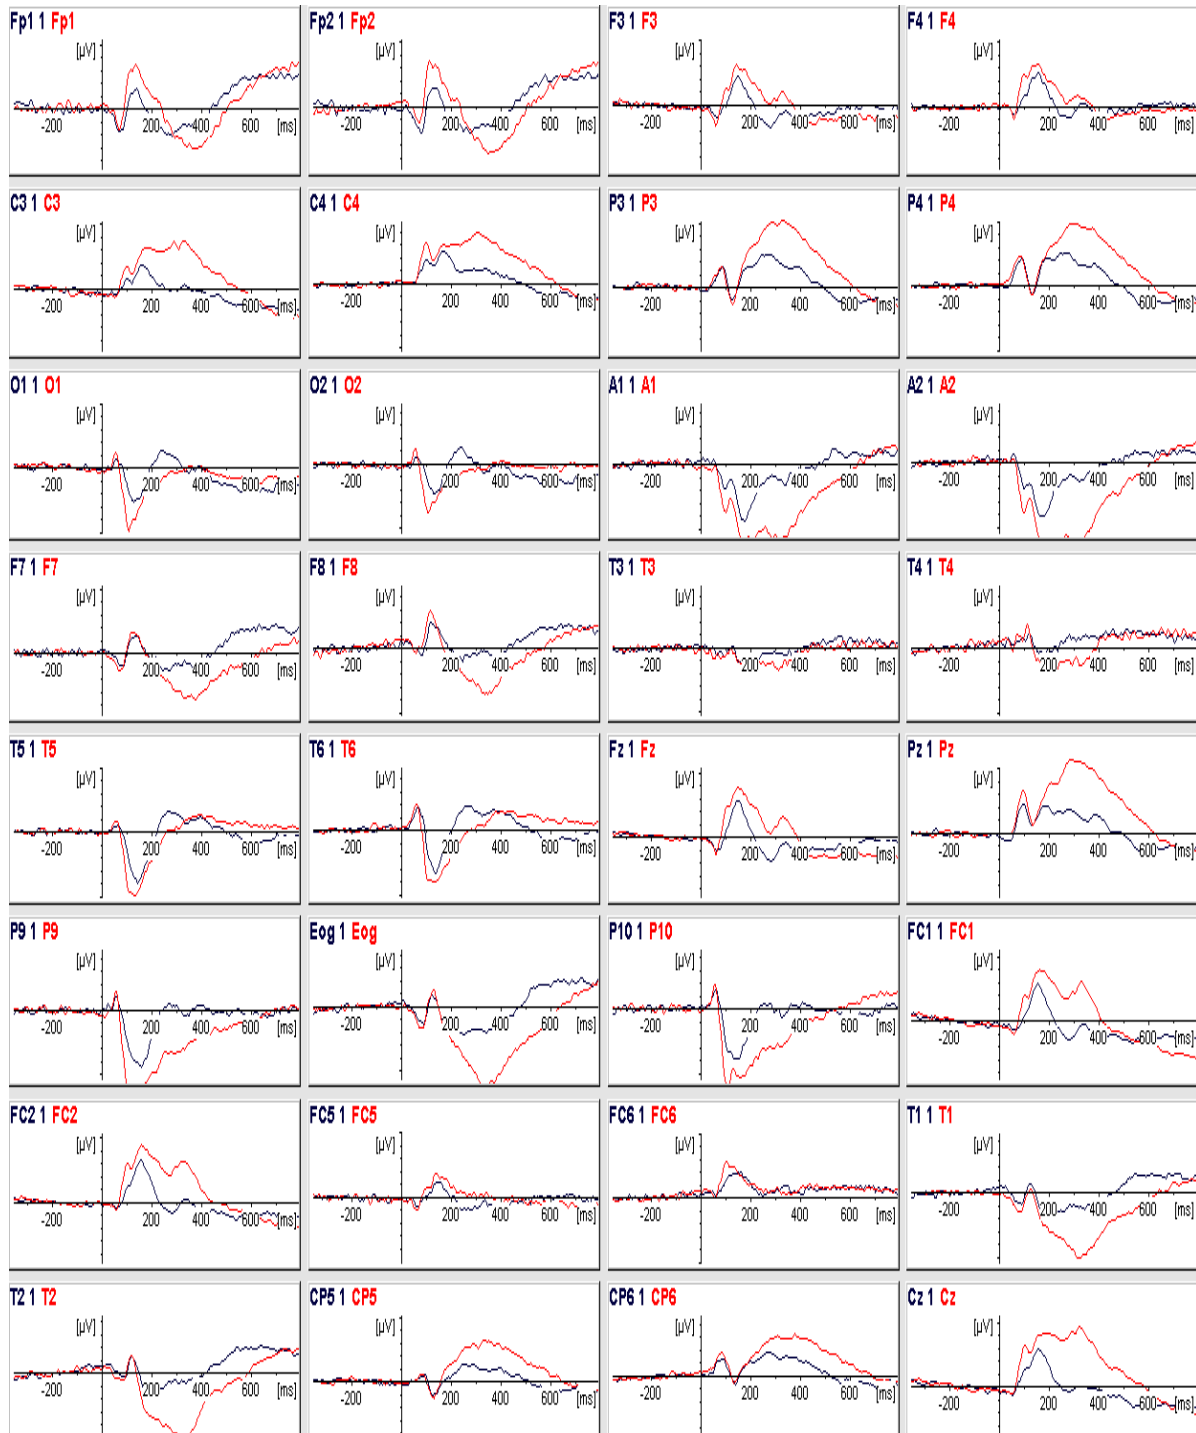 Fp1 1 Fp1
[µV]
-200 200 400 600 [ms]
Fp2 1 Fp2
[µV]
-200 200 400 600 [ms]
F3 1 F3
[µV]
-200 200 400 600 [ms]
F4 1 F4
[µV]
-200 200 400 600 [ms]
C3 1 C3
[µV]
-200 200 400 600 [ms]
C4 1 C4
[µV]
-200 200 400 600 [ms]
P3 1 P3
[µV]
-200 200 400 600 [ms]
P4 1 P4
[µV]
-200 200 400 600 [ms]
O1 1 O1
[µV]
-200 200 400 600 [ms]
O2 1 O2
[µV]
-200 200 400 600 [ms]
A1 1 A1
[µV]
-200 200 400 600 [ms]
A2 1 A2
[µV]
-200 200 400 600 [ms]
F7 1 F7
[µV]
-200 200 400 600 [ms]
F8 1 F8
[µV]
-200 200 400 600 [ms]
T3 1 T3
[µV]
-200 200 400 600 [ms]
T4 1 T4
[µV]
-200 200 400 600 [ms]
T5 1 T5
[µV]
-200 200 400 600 [ms]
T6 1 T6
[µV]
-200 200 400 600 [ms]
Fz 1 Fz
[µV]
-200 200 400 600 [ms]
Pz 1 Pz
[µV]
-200 200 400 600 [ms]
P9 1 P9
[µV]
-200 200 400 600 [ms]
Eog 1 Eog
[µV]
-200 200 400 600 [ms]
P10 1 P10
[µV]
-200 200 400 600 [ms]
FC1 1 FC1
[µV]
-200 200 400 600 [ms]
FC2 1 FC2
[µV]
-200 200 400 600 [ms]
FC5 1 FC5
[µV]
-200 200 400 600 [ms]
FC6 1 FC6
[µV]
-200 200 400 600 [ms]
T1 1 T1
[µV]
-200 200 400 600 [ms]
T2 1 T2
[µV]
-200 200 400 600 [ms]
CP5 1 CP5
[µV]
-200 200 400 600 [ms]
CP6 1 CP6
[µV]
-200 200 400 600 [ms]
Cz 1 Cz
[µV]
-200 200 400 600 [ms]